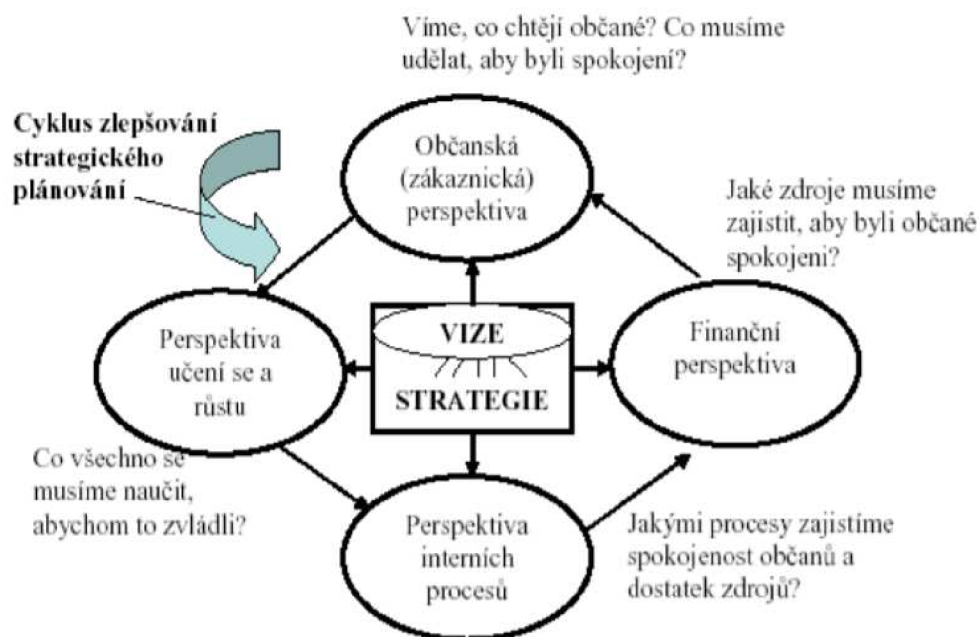 Víme, co chtějí občané? Co musíme
udělat, aby byli spokojení?
Cyklus zlepšování
strategického
plánování
Občanská
(zákaznická)
perspektiva
Jaké zdroje musíme
zajistit, aby byli občané
spokojeni?
Perspektiva
učení se a
růstu
VIZE
STRATEGIE
Finanční
perspektiva
Co všechno se
musíme naučit,
abychom to zvládli?
Perspektiva
interních
procesů
Jakými procesy zajistíme
spokojenost občanů a
dostatek zdrojů?